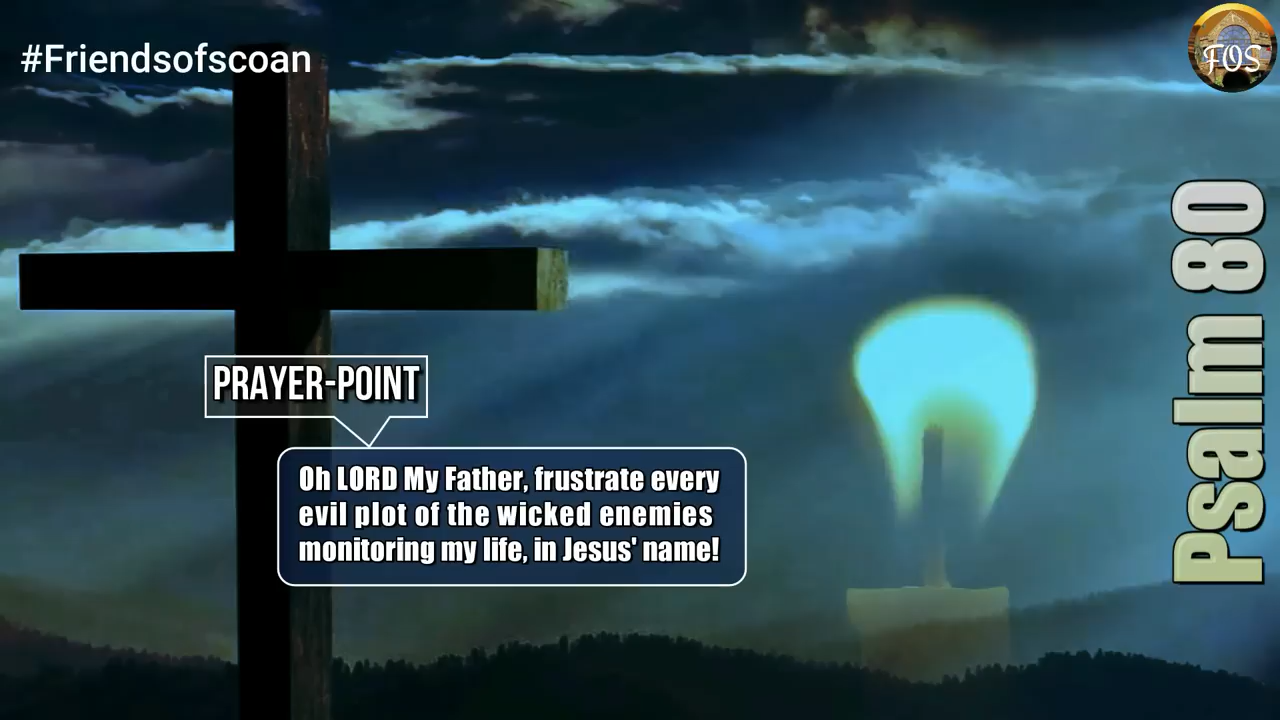 #Friendsofscoan
FOS
PRAYER-POINT
Oh LORD My Father, frustrate every
evil plot of the wicked enemies
monitoring my life, in Jesus' name!
Psalm 80